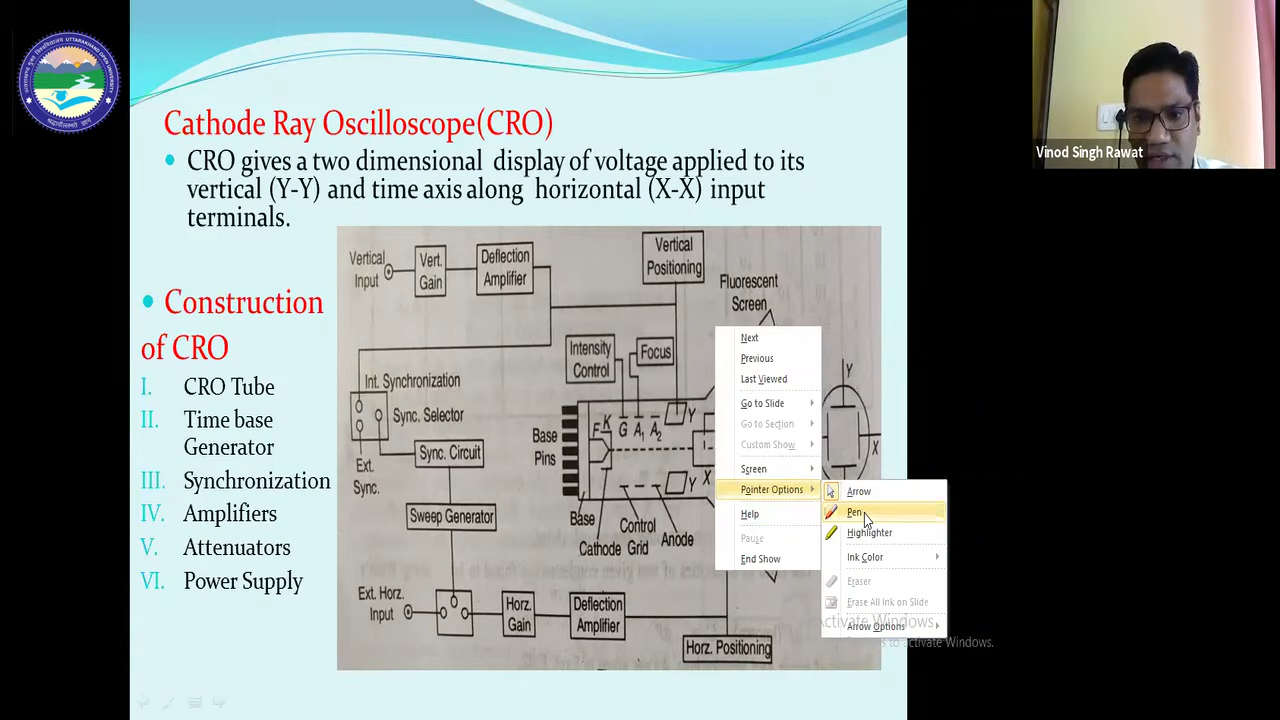 UTTARAKHAND OPEN UNIVERSITY
Vinod Singh Rawat
Cathode Ray Oscilloscope(CRO)
• CRO gives a two dimensional display of voltage applied to its
vertical (Y-Y) and time axis along horizontal (X-X) input
terminals.
• Construction
of CRO
I. CRO Tube
II. Time base
Generator
III. Synchronization
IV. Amplifiers
V. Attenuators
VI. Power Supply
Vertical
Input
Vert.
Gain
Deflection
Amplifier
Vertical
Positioning
Fluorescent
Screen
Intensity
Control
Focus
Int. Synchronization
Sync. Selector
Sync. Circuit
Ext.
Sync.
Sweep Generator
Base
Pins
F K G A1 A2 Y
Y X
Y
X
Base
Cathode
Control
Grid
Anode
Ext. Horz.
Input
Horz.
Gain
Deflection
Amplifier
Horz. Positioning
Next
Previous
Last Viewed
Go to Slide
Go to Section
Custom Show
Screen
Pointer Options
Help
Pause
End Show
Arrow
Pen
Highlighter
Ink Color
Eraser
Erase All Ink on Slide
Arrow Options
Activate Windows
to activate Windows.